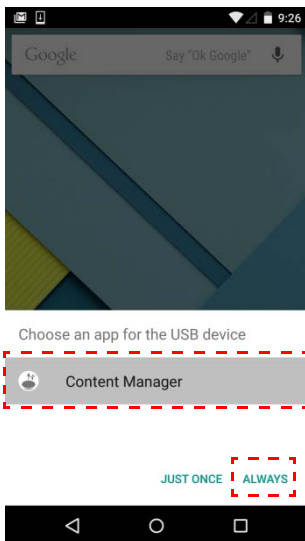 9:26
Google Say "Ok Google"
Choose an app for the USB device
Content Manager
JUST ONCE ALWAYS